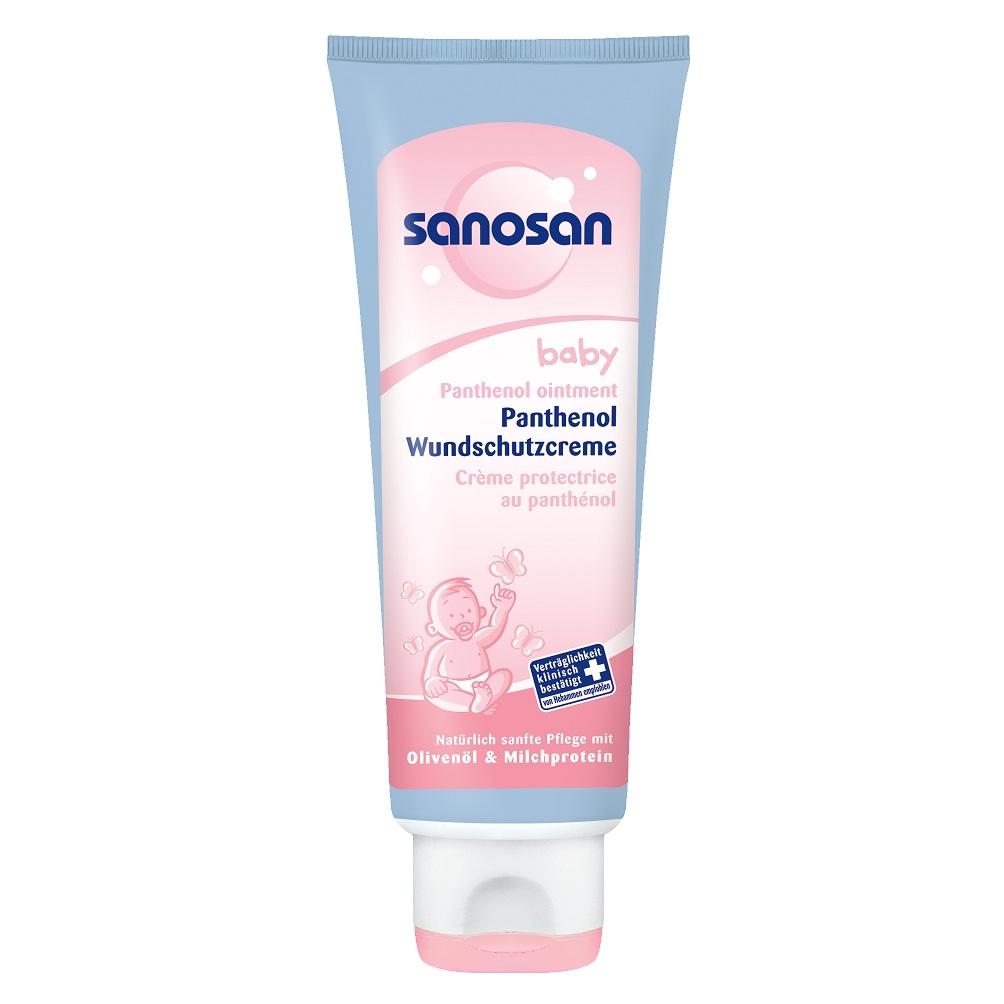 sanosan
baby
Panthenol ointment
Panthenol
Wundschutzcreme
Crème protectrice
au panthénol
Verträglichkeit
klinisch
bestätigt
von Hebammen empfohlen
Natürlich sanfte Pflege mit
Olivenöl & Milchprotein